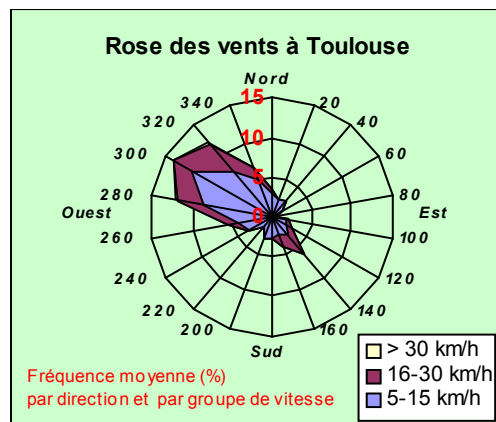 Rose des vents à Toulouse
Nord
15
10
5
0
20
40
60
80
Est
100
120
140
160
Sud
200
220
240
260
Ouest
280
300
320
340
Fréquence moyenne (%)
par direction et par groupe de vitesse
> 30 km/h
16-30 km/h
5-15 km/h